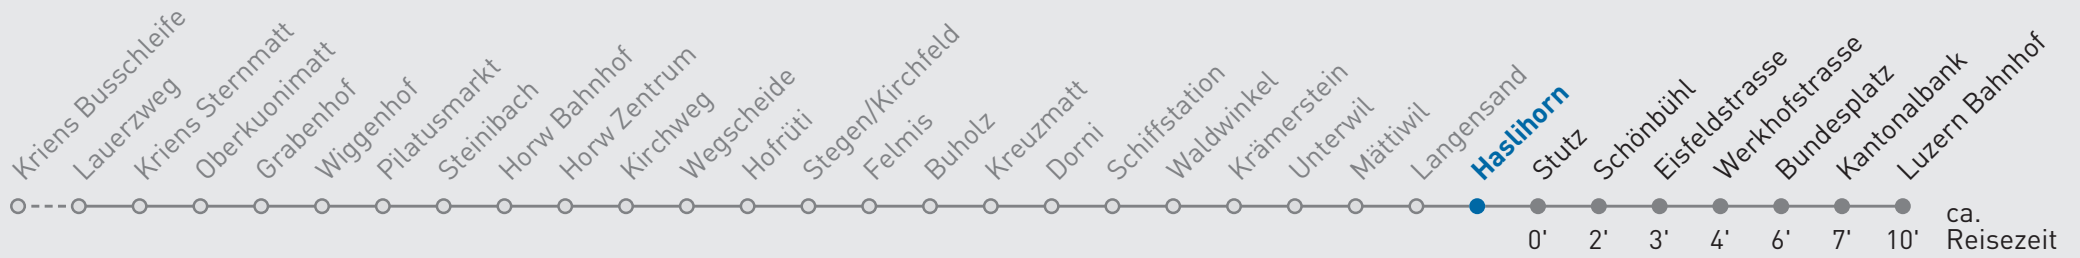 Kriens Busschleife
Lauerzweg
Kriens Sternmatt
Oberkuonimatt
Grabenhof
Wiggenhof
Pilatusmarkt
Steinibach
Horw Bahnhof
Horw Zentrum
Kirchweg
Wegscheide
Hofrüti
Stegen/Kirchfeld
Felmis
Buholz
Kreuzmatt
Dorni
Schiffstation
Waldwinkel
Krämerstein
Unterwil
Mättiwil
Langensand
Haslihorn
Stutz
Schönbühl
Eisfeldstrasse
Werkhofstrasse
Bundesplatz
Kantonalbank
Luzern Bahnhof
0' 2' 3' 4' 6' 7' 10'
ca.
Reisezeit